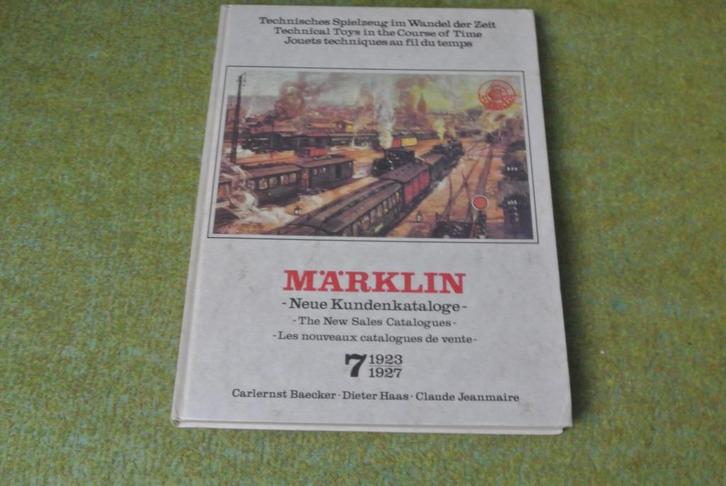 Technisches Spielzeug im Wandel der Zeit
Technical Toys in the Course of Time
Jouets techniques au fil du temps
MÄRKLIN
- Neue Kundenkataloge -
- The New Sales Catalogues -
- Les nouveaux catalogues de vente -
7 1923
1927
Carlernst Baecker · Dieter Haas · Claude Jeanmaire